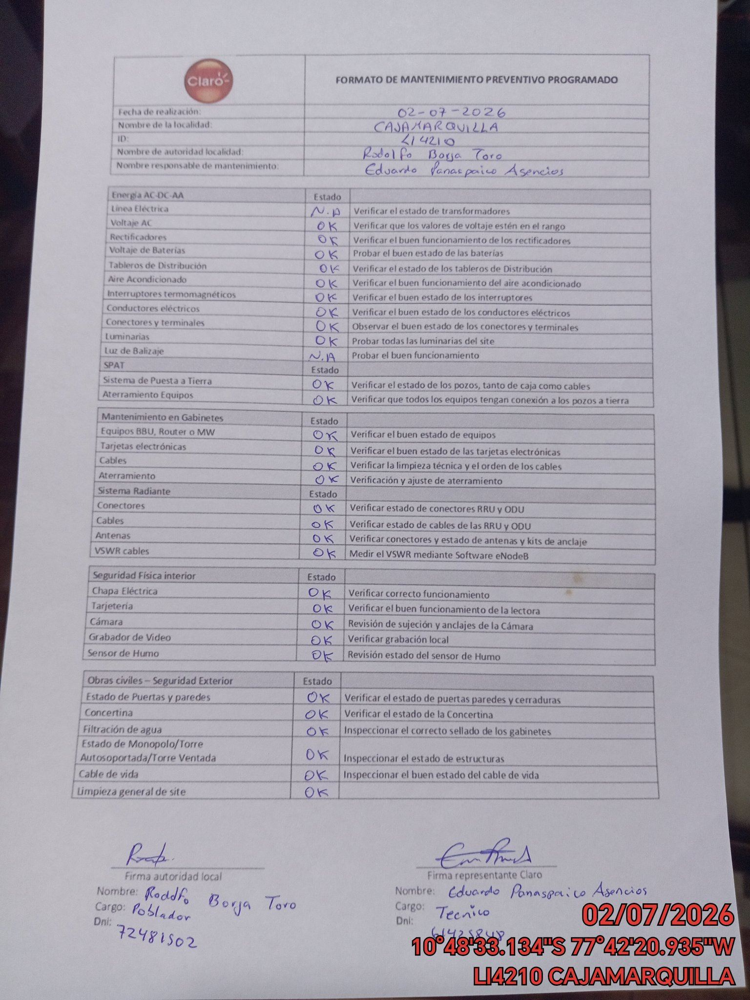 Claro
FORMATO DE MANTENIMIENTO PREVENTIVO PROGRAMADO
Fecha de realización: 02-07-2026
Nombre de la localidad: CAJAMARQUILLA
ID: LI4210
Nombre de autoridad localidad: Rodolfo Borja Toro
Nombre responsable de mantenimiento: Eduardo Panaspaico Asencios
Energía AC-DC-AA Estado
Línea Eléctrica N.A Verificar el estado de transformadores
Voltaje AC OK Verificar que los valores de voltaje estén en el rango
Rectificadores OK Verificar el buen funcionamiento de los rectificadores
Voltaje de Baterías OK Probar el buen estado de las baterías
Tableros de Distribución OK Verificar el estado de los tableros de Distribución
Aire Acondicionado OK Verificar el buen funcionamiento del aire acondicionado
Interruptores termomagnéticos OK Verificar el buen estado de los interruptores
Conductores eléctricos OK Verificar el buen estado de los conductores eléctricos
Conectores y terminales OK Observar el buen estado de los conectores y terminales
Luminarias OK Probar todas las luminarias del site
Luz de Balizaje N.A Probar el buen funcionamiento
SPAT Estado
Sistema de Puesta a Tierra OK Verificar el estado de los pozos, tanto de caja como cables
Aterramiento Equipos OK Verificar que todos los equipos tengan conexión a los pozos a tierra
Mantenimiento en Gabinetes Estado
Equipos BBU, Router o MW OK Verificar el buen estado de equipos
Tarjetas electrónicas OK Verificar el buen estado de las tarjetas electrónicas
Cables OK Verificar la limpieza técnica y el orden de los cables
Aterramiento OK Verificación y ajuste de aterramiento
Sistema Radiante Estado
Conectores OK Verificar estado de conectores RRU y ODU
Cables OK Verificar estado de cables de las RRU y ODU
Antenas OK Verificar conectores y estado de antenas y kits de anclaje
VSWR cables OK Medir el VSWR mediante Software eNodeB
Seguridad Física interior Estado
Chapa Eléctrica OK Verificar correcto funcionamiento
Tarjeteria OK Verificar el buen funcionamiento de la lectora
Cámara OK Revisión de sujeción y anclajes de la Cámara
Grabador de Video OK Verificar grabación local
Sensor de Humo OK Revisión estado del sensor de Humo
Obras civiles – Seguridad Exterior Estado
Estado de Puertas y paredes OK Verificar el estado de puertas paredes y cerraduras
Concertina OK Verificar el estado de la Concertina
Filtración de agua OK Inspeccionar el correcto sellado de los gabinetes
Estado de Monopolo/Torre
Autosoportada/Torre Ventada OK Inspeccionar el estado de estructuras
Cable de vida OK Inspeccionar el buen estado del cable de vida
Limpieza general de site OK
Firma autoridad local Firma representante Claro
Nombre: Rodolfo Borja Toro Nombre: Eduardo Panaspaico Asencios
Cargo: Poblador Cargo: Tecnico
Dni: 72481502 Dni:
02/07/2026
10°48'33.134"S 77°42'20.935"W
LI4210 CAJAMARQUILLA